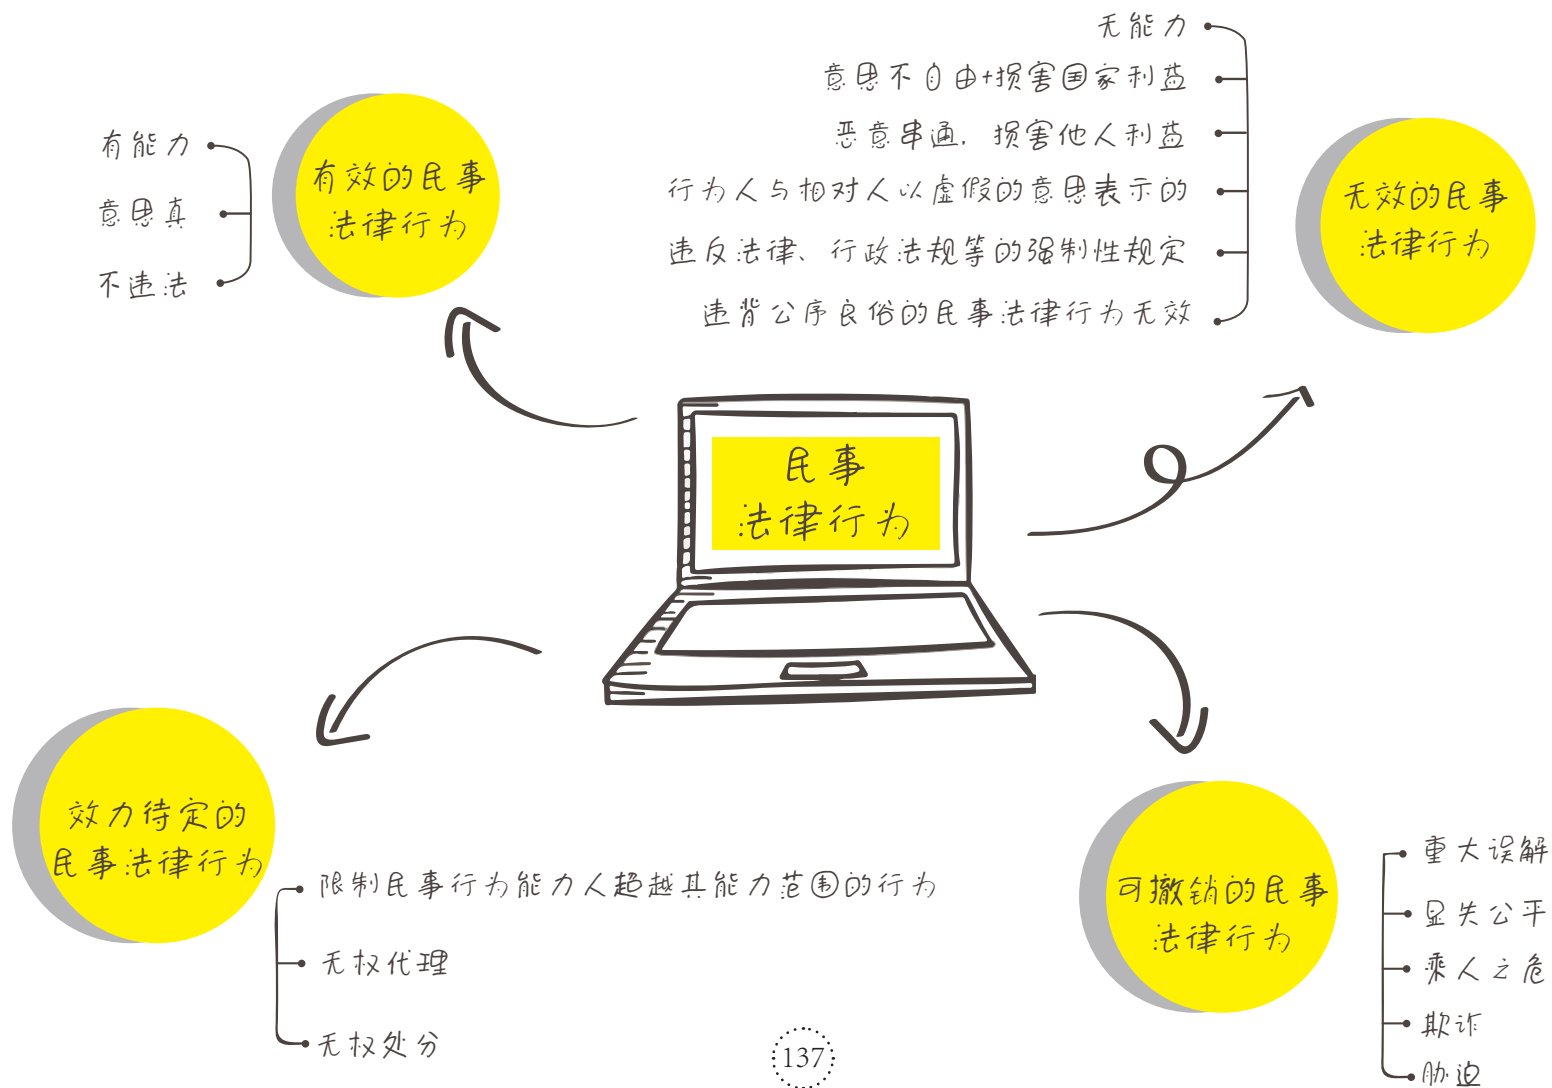 有能力
意思真
不违法
有效的民事
法律行为
无能力
意思不自由+损害国家利益
恶意串通，损害他人利益
行为人与相对人以虚假的意思表示的
违反法律、行政法规等的强制性规定
违背公序良俗的民事法律行为无效
无效的民事
法律行为
民事
法律行为
效力待定的
民事法律行为
限制民事行为能力人超越其能力范围的行为
无权代理
无权处分
可撤销的民事
法律行为
重大误解
显失公平
乘人之危
欺诈
胁迫
137